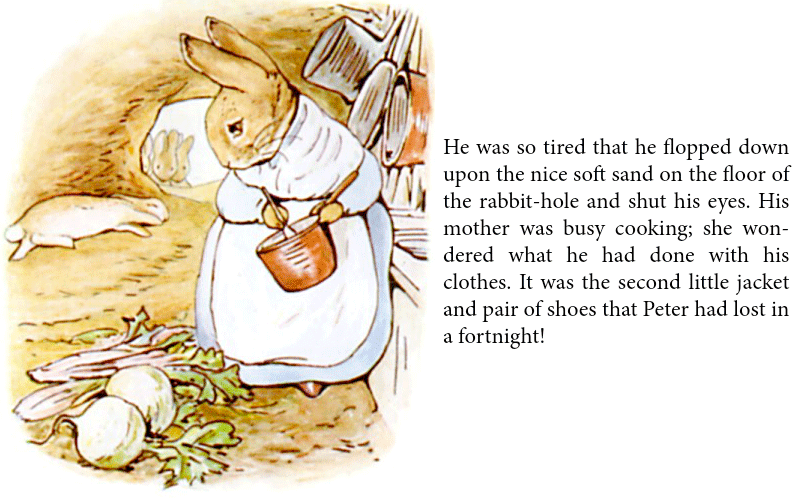 He was so tired that he flopped down
upon the nice soft sand on the floor of
the rabbit-hole and shut his eyes. His
mother was busy cooking; she won-
dered what he had done with his
clothes. It was the second little jacket
and pair of shoes that Peter had lost in
a fortnight!